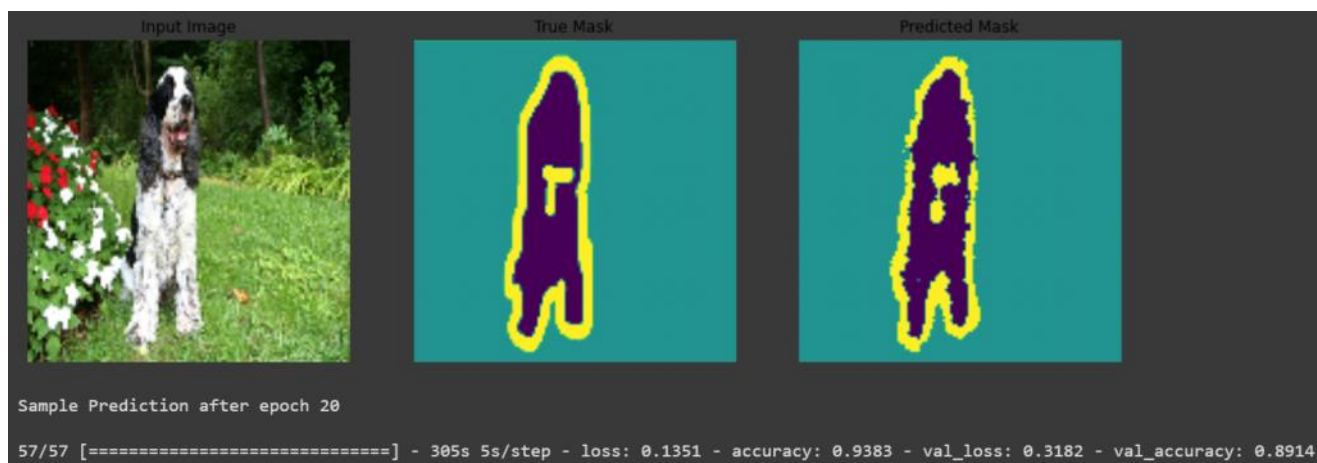 Input Image True Mask Predicted Mask
Sample Prediction after epoch 20
57/57 [==============================] - 305s 5s/step - loss: 0.1351 - accuracy: 0.9383 - val_loss: 0.3182 - val_accuracy: 0.8914